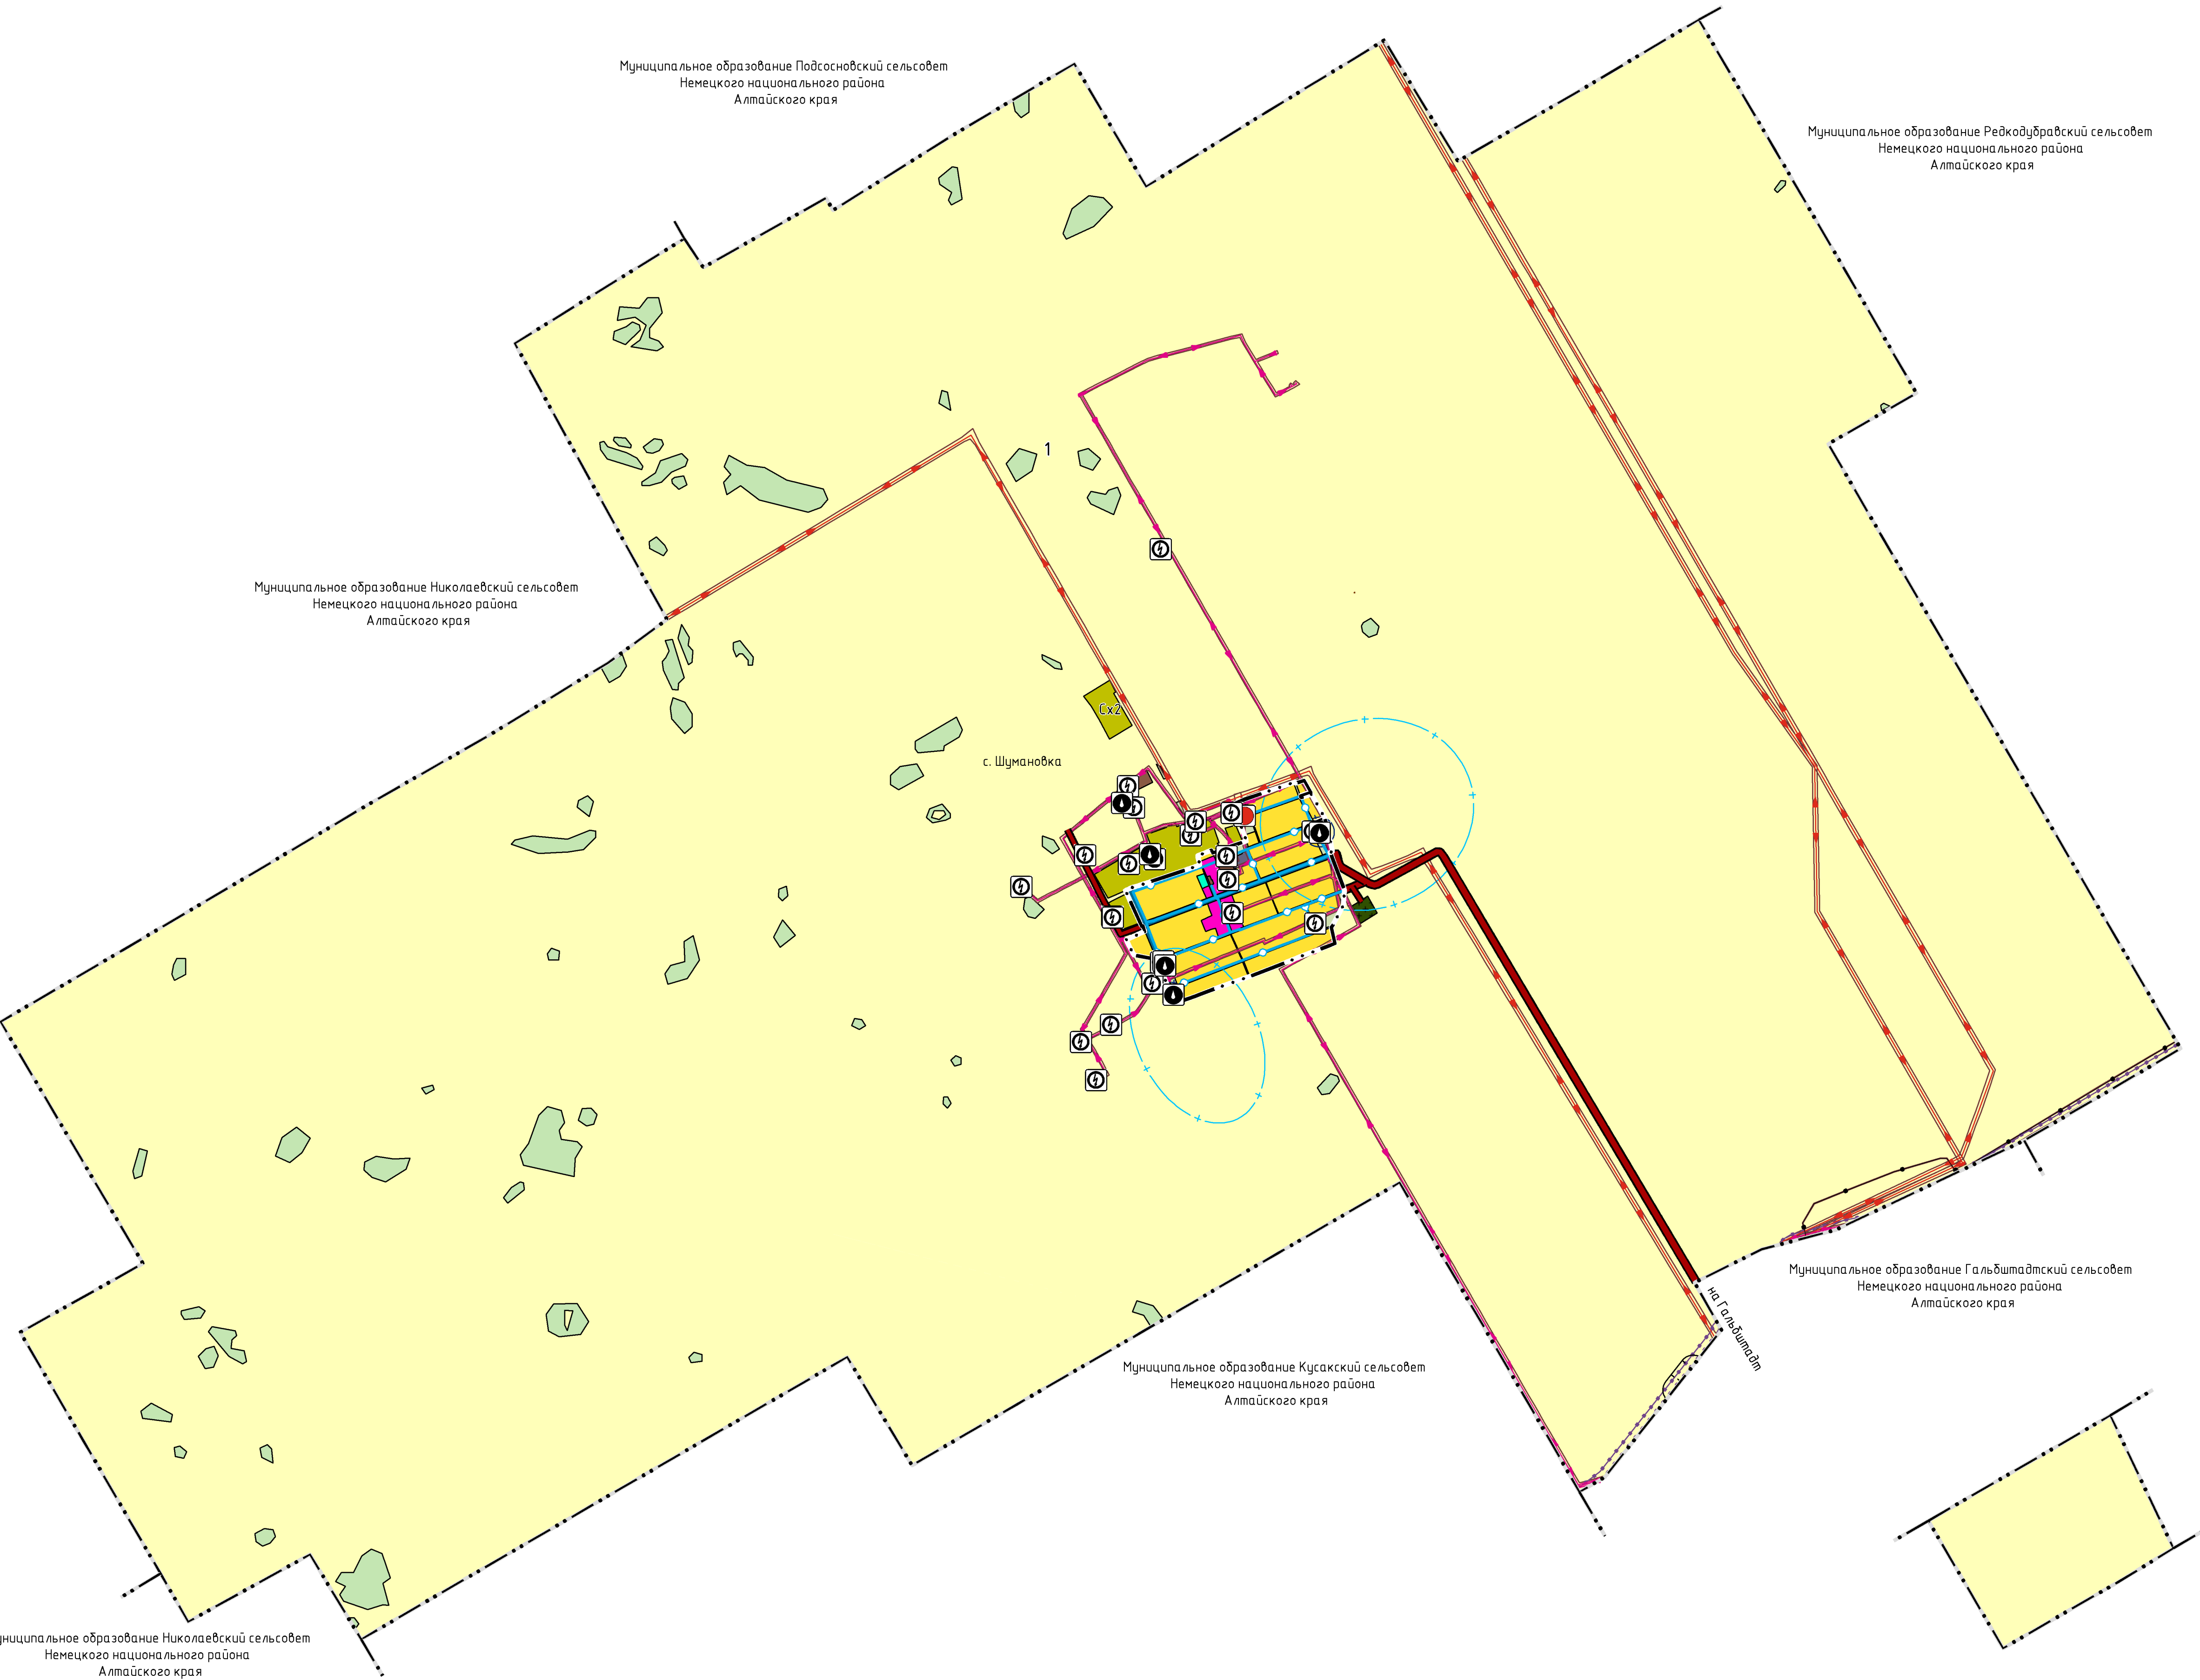 Муниципальное образование Подсосновский сельсовет
Немецкого национального района
Алтайского края
Муниципальное образование Редкодубравский сельсовет
Немецкого национального района
Алтайского края
1
Муниципальное образование Николаевский сельсовет
Немецкого национального района
Алтайского края
Сх2
с. Шумановка
Муниципальное образование Гальбштадтский сельсовет
Немецкого национального района
Алтайского края
на Гальбштадт
Муниципальное образование Кусакский сельсовет
Немецкого национального района
Алтайского края
униципальное образование Николаевский сельсовет
Немецкого национального района
Алтайского края